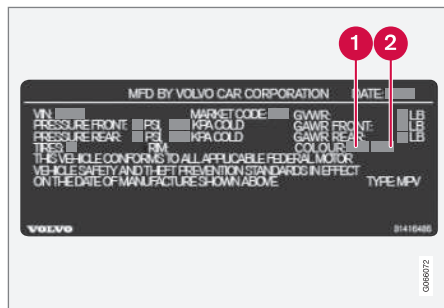 1 2
MFD BY VOLVO CAR CORPORATION DATE:
VIN: MARKET CODE: GVWR: LB
PRESSURE FRONT: PSI, KPA COLD GAWR FRONT: LB
PRESSURE REAR: PSI, KPA COLD GAWR REAR: LB
TIRES: RIM: COLOUR:
THIS VEHICLE CONFORMS TO ALL APPLICABLE FEDERAL MOTOR
VEHICLE SAFETY AND THEFT PREVENTION STANDARDS IN EFFECT
ON THE DATE OF MANUFACTURE SHOWN ABOVE. TYPE: MPV
VOLVO 31416486
G066072